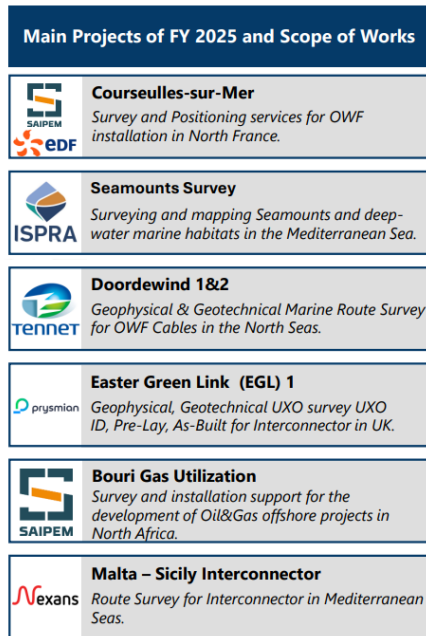 Main Projects of FY 2025 and Scope of Works
SAIPEM
eDF
Courseulles-sur-Mer
Survey and Positioning services for OWF
installation in North France.
ISPRA
Seamounts Survey
Surveying and mapping Seamounts and deep-
water marine habitats in the Mediterranean Sea.
TenneT
Doordewind 1&2
Geophysical & Geotechnical Marine Route Survey
for OWF Cables in the North Seas.
prysmian
Easter Green Link (EGL) 1
Geophysical, Geotechnical UXO survey UXO
ID, Pre-Lay, As-Built for Interconnector in UK.
SAIPEM
Bouri Gas Utilization
Survey and installation support for the
development of Oil&Gas offshore projects in
North Africa.
Nexans
Malta – Sicily Interconnector
Route Survey for Interconnector in Mediterranean
Seas.